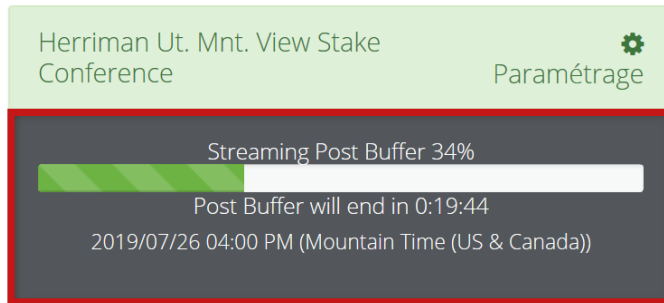 Herriman Ut. Mnt. View Stake
Conference
Paramétrage
Streaming Post Buffer 34%
Post Buffer will end in 0:19:44
2019/07/26 04:00 PM (Mountain Time (US & Canada))